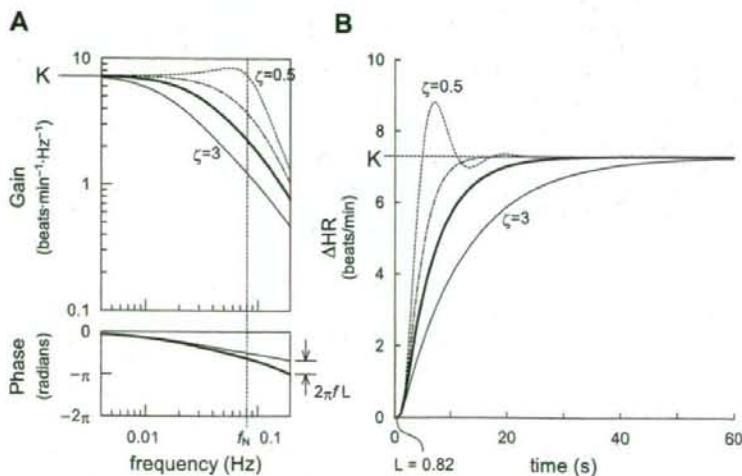 A
K
10
1
0.1
Gain
(beats·min⁻¹·Hz⁻¹)
ζ=0.5
ζ=3
0
−π
−2π
Phase
(radians)
2πf L
0.01
f_N
0.1
frequency (Hz)
B
10
8
6
4
2
0
K
ΔHR
(beats/min)
ζ=0.5
ζ=3
0
20
40
60
L = 0.82
time (s)